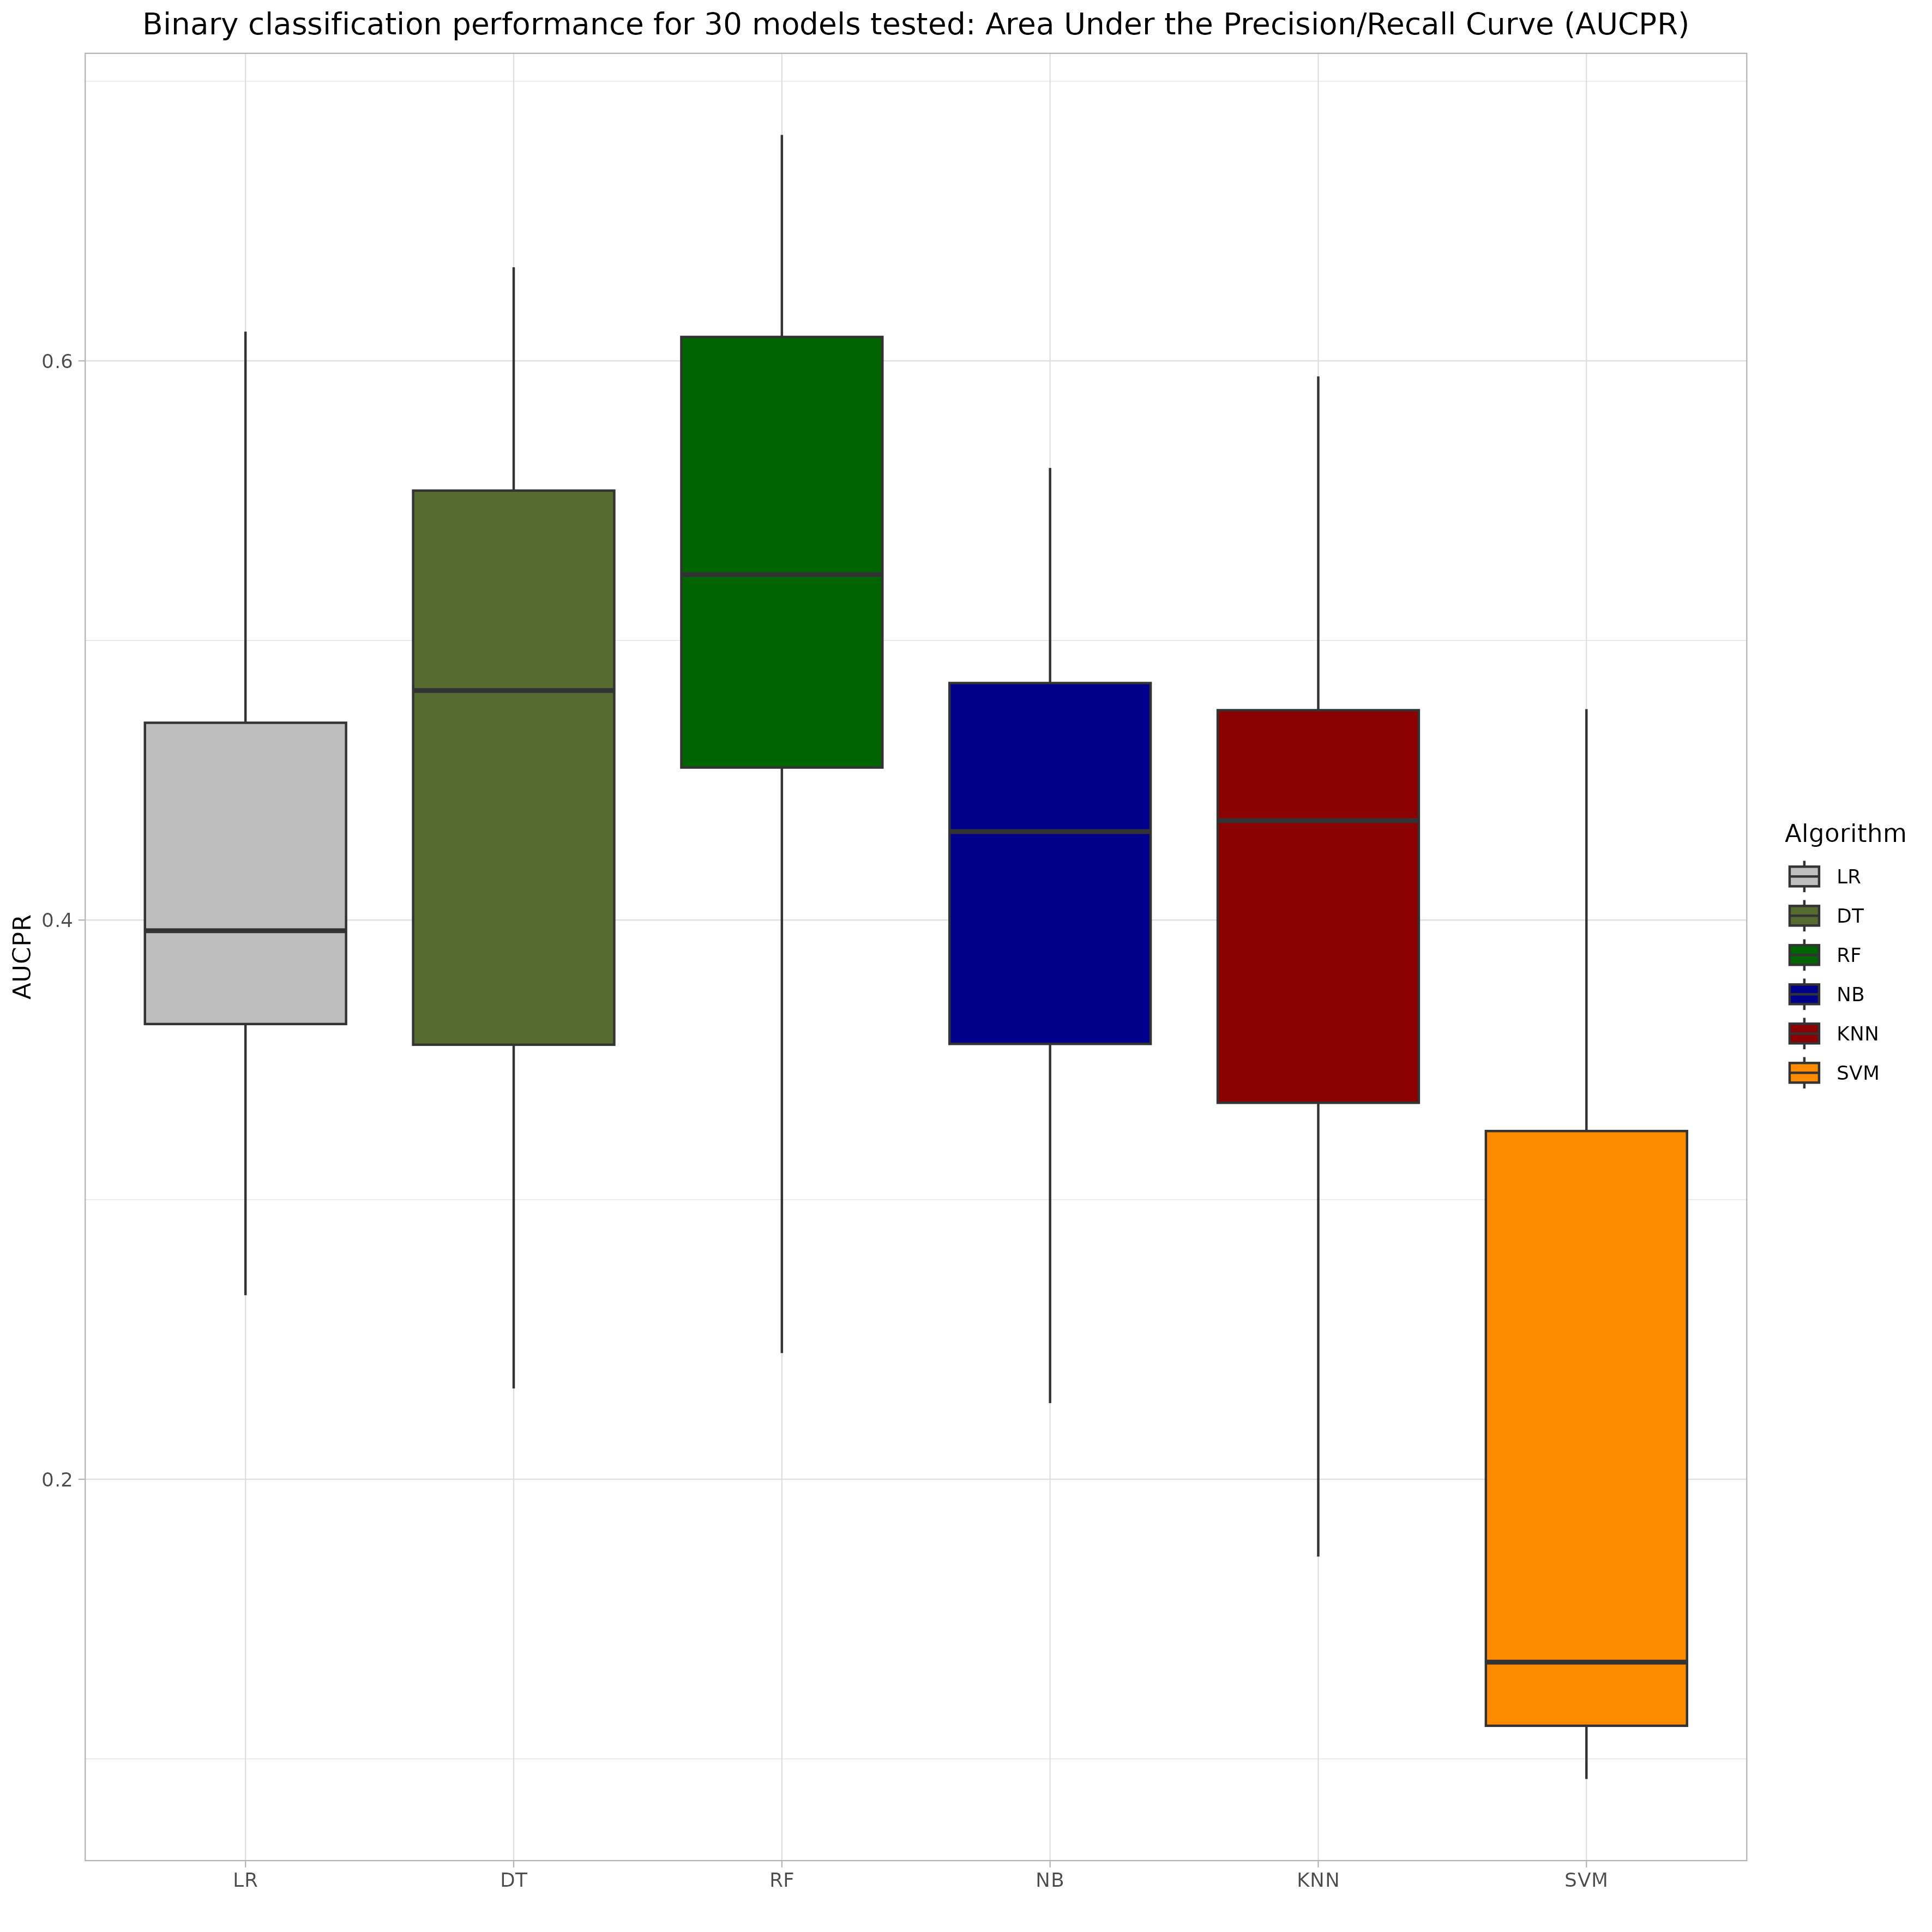 Binary classification performance for 30 models tested: Area Under the Precision/Recall Curve (AUCPR)
0.6
0.4
0.2
AUCPR
LR
DT
RF
NB
KNN
SVM
Algorithm
LR
DT
RF
NB
KNN
SVM